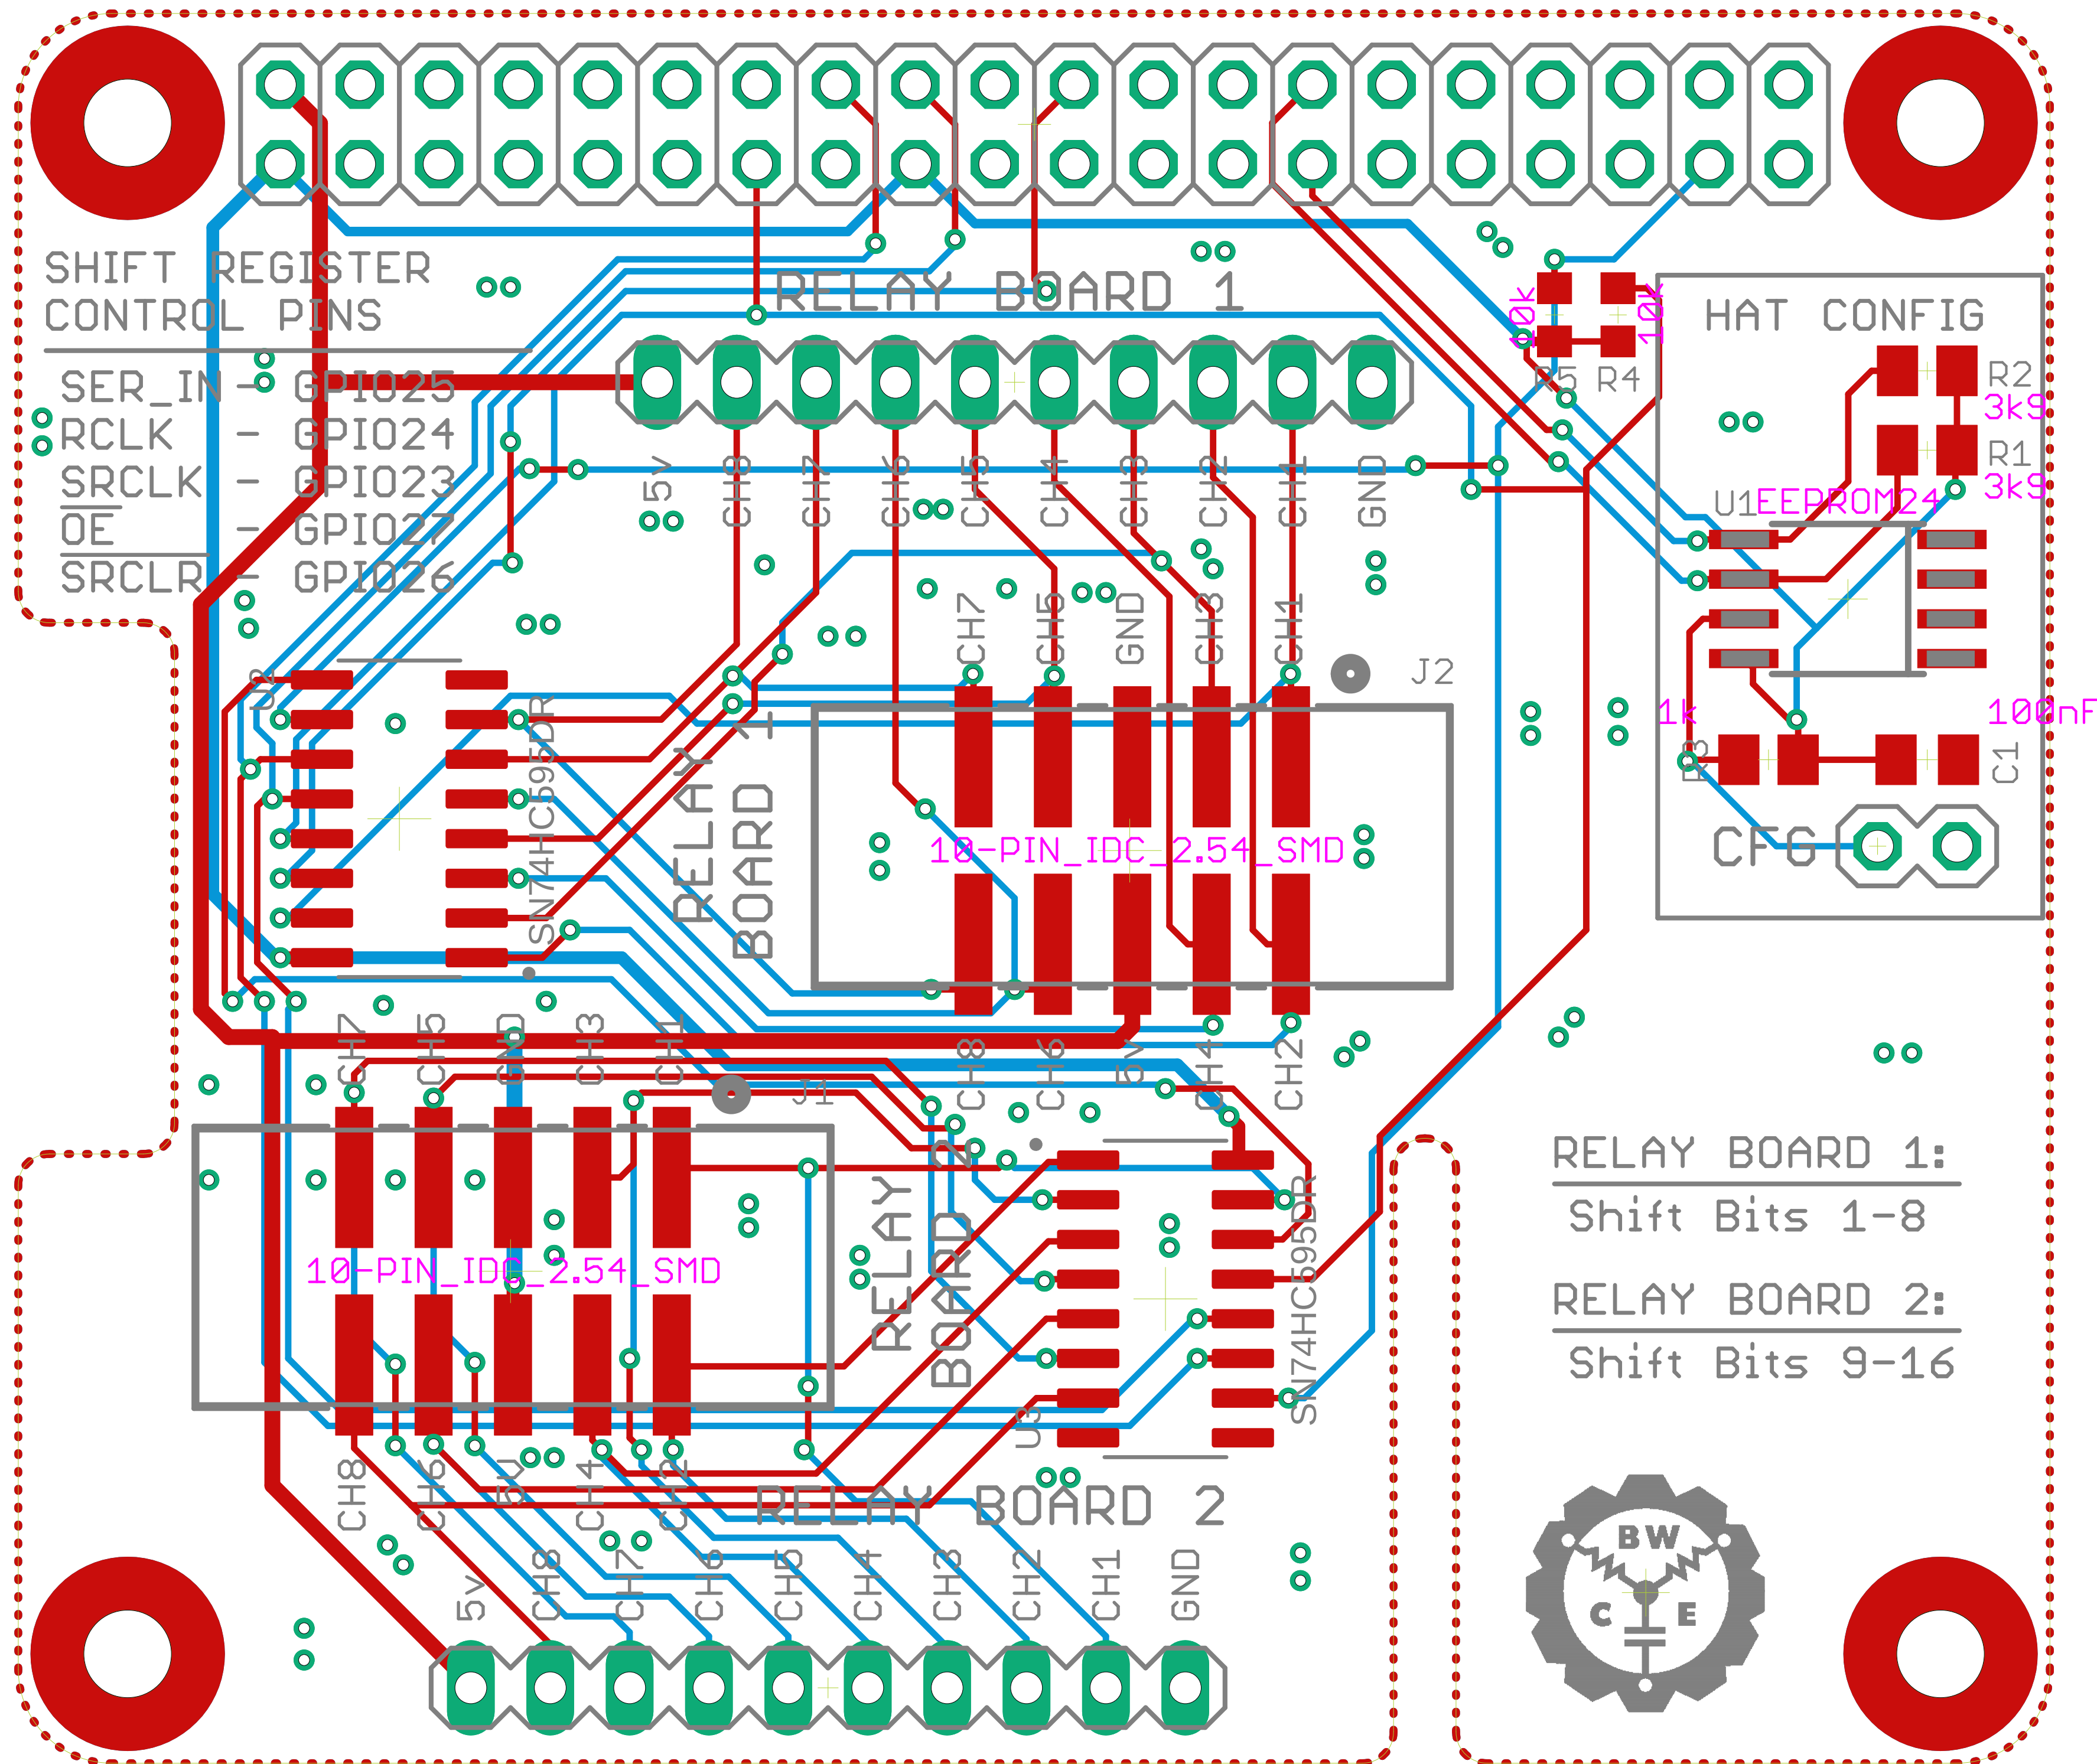 SHIFT REGISTER
CONTROL PINS
SER_IN - GPIO25
RCLK - GPIO24
SRCLK - GPIO23
OE - GPIO27
SRCLR - GPIO26
RELAY BOARD 1
5v CH8 CH7 CH6 CH5 CH4 CH3 CH2 CH1 GND
10k 10k
R5 R4
HAT CONFIG
R2
3k9
R1
3k9
U1 EEPROM24
1k
R3
100nF
C1
CFG
U2
SN74HC595DR
RELAY
BOARD 1
CH7 CH5 GND CH3 CH1
J2
10-PIN_IDC_2.54_SMD
CH8 CH6 5v CH4 CH2
CH7 CH5 GND CH3 CH1
J1
10-PIN_IDC_2.54_SMD
CH8 CH6 5V CH4 CH2
RELAY
BOARD 2
U3
SN74HC595DR
RELAY BOARD 2
5v CH8 CH7 CH6 CH5 CH4 CH3 CH2 CH1 GND
RELAY BOARD 1:
Shift Bits 1-8
RELAY BOARD 2:
Shift Bits 9-16
BW
C E